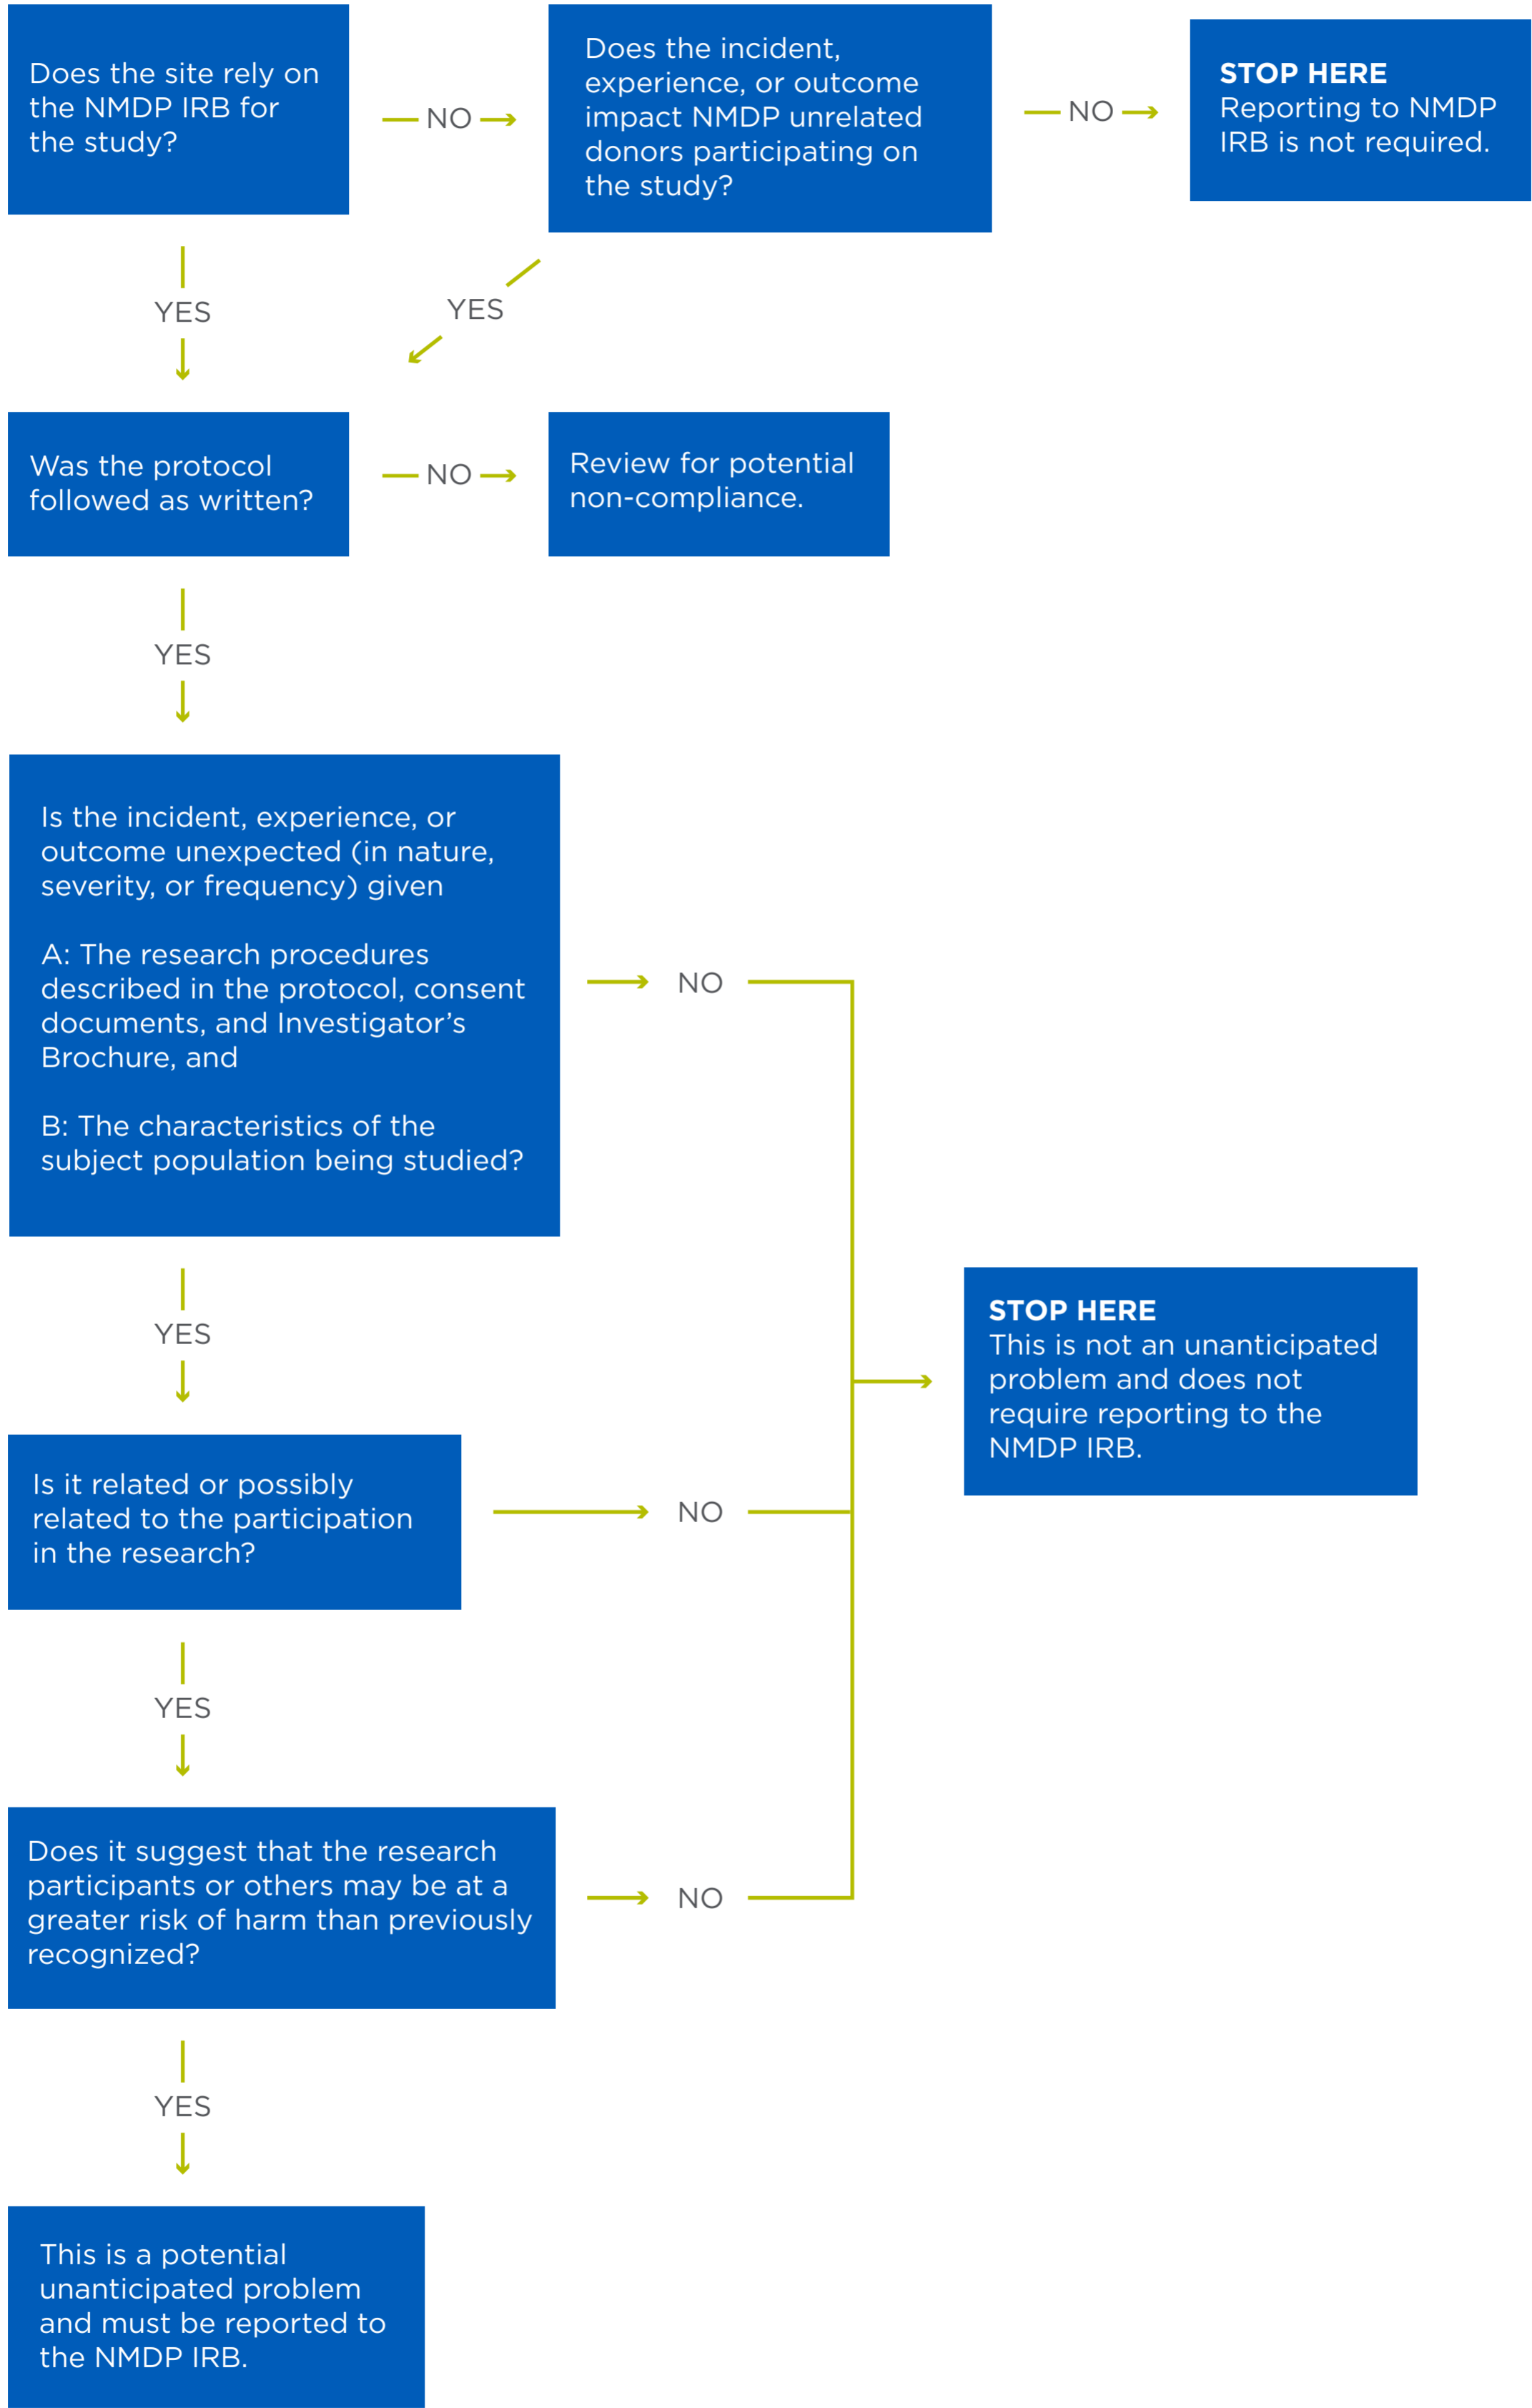 Does the site rely on
the NMDP IRB for
the study?
NO
Does the incident,
experience, or outcome
impact NMDP unrelated
donors participating on
the study?
NO
STOP HERE
Reporting to NMDP
IRB is not required.
YES
YES
Was the protocol
followed as written?
NO
Review for potential
non-compliance.
YES
Is the incident, experience, or
outcome unexpected (in nature,
severity, or frequency) given
A: The research procedures
described in the protocol, consent
documents, and Investigator’s
Brochure, and
B: The characteristics of the
subject population being studied?
NO
YES
STOP HERE
This is not an unanticipated
problem and does not
require reporting to the
NMDP IRB.
Is it related or possibly
related to the participation
in the research?
NO
YES
Does it suggest that the research
participants or others may be at a
greater risk of harm than previously
recognized?
NO
YES
This is a potential
unanticipated problem
and must be reported to
the NMDP IRB.